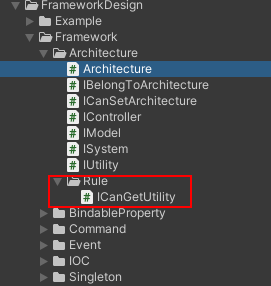 FrameworkDesign
Example
Framework
Architecture
Architecture
IBelongToArchitecture
ICanSetArchitecture
IController
IModel
ISystem
IUtility
Rule
ICanGetUtility
BindableProperty
Command
Event
IOC
Singleton